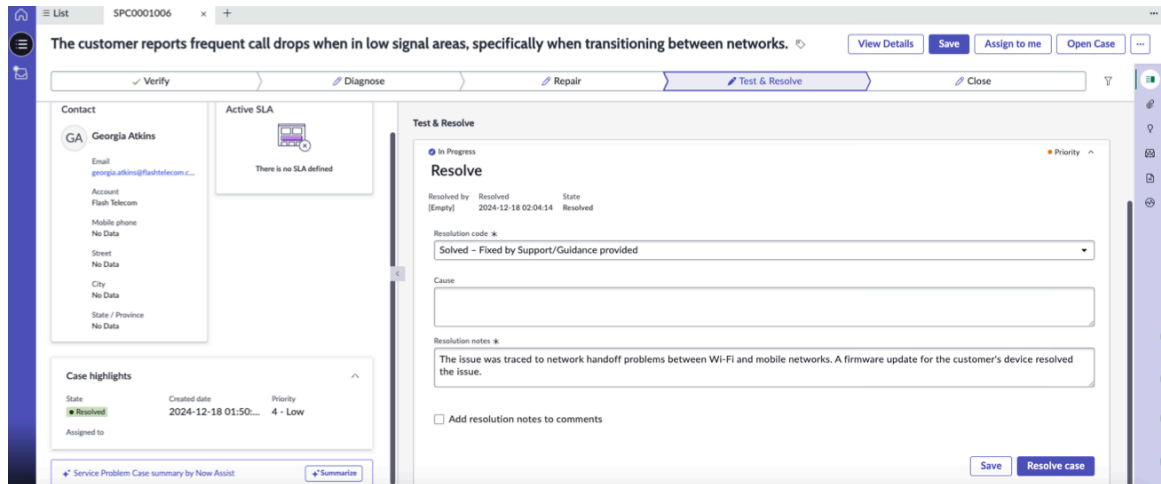 List
SPC0001006
The customer reports frequent call drops when in low signal areas, specifically when transitioning between networks.
View Details
Save
Assign to me
Open Case
Verify
Diagnose
Repair
Test & Resolve
Close
Contact
GA
Georgia Atkins
Email
georgia.atkins@flashtelecom.c...
Account
Flash Telecom
Mobile phone
No Data
Street
No Data
City
No Data
State / Province
No Data
Active SLA
There is no SLA defined
Case highlights
State
Created date
Priority
Resolved
2024-12-18 01:50:...
4 - Low
Assigned to
Service Problem Case summary by Now Assist
Summarize
Test & Resolve
In Progress
Priority
Resolve
Resolved by
Resolved
State
[Empty]
2024-12-18 02:04:14
Resolved
Resolution code *
Solved – Fixed by Support/Guidance provided
Cause
Resolution notes *
The issue was traced to network handoff problems between Wi-Fi and mobile networks. A firmware update for the customer's device resolved
the issue.
Add resolution notes to comments
Save
Resolve case